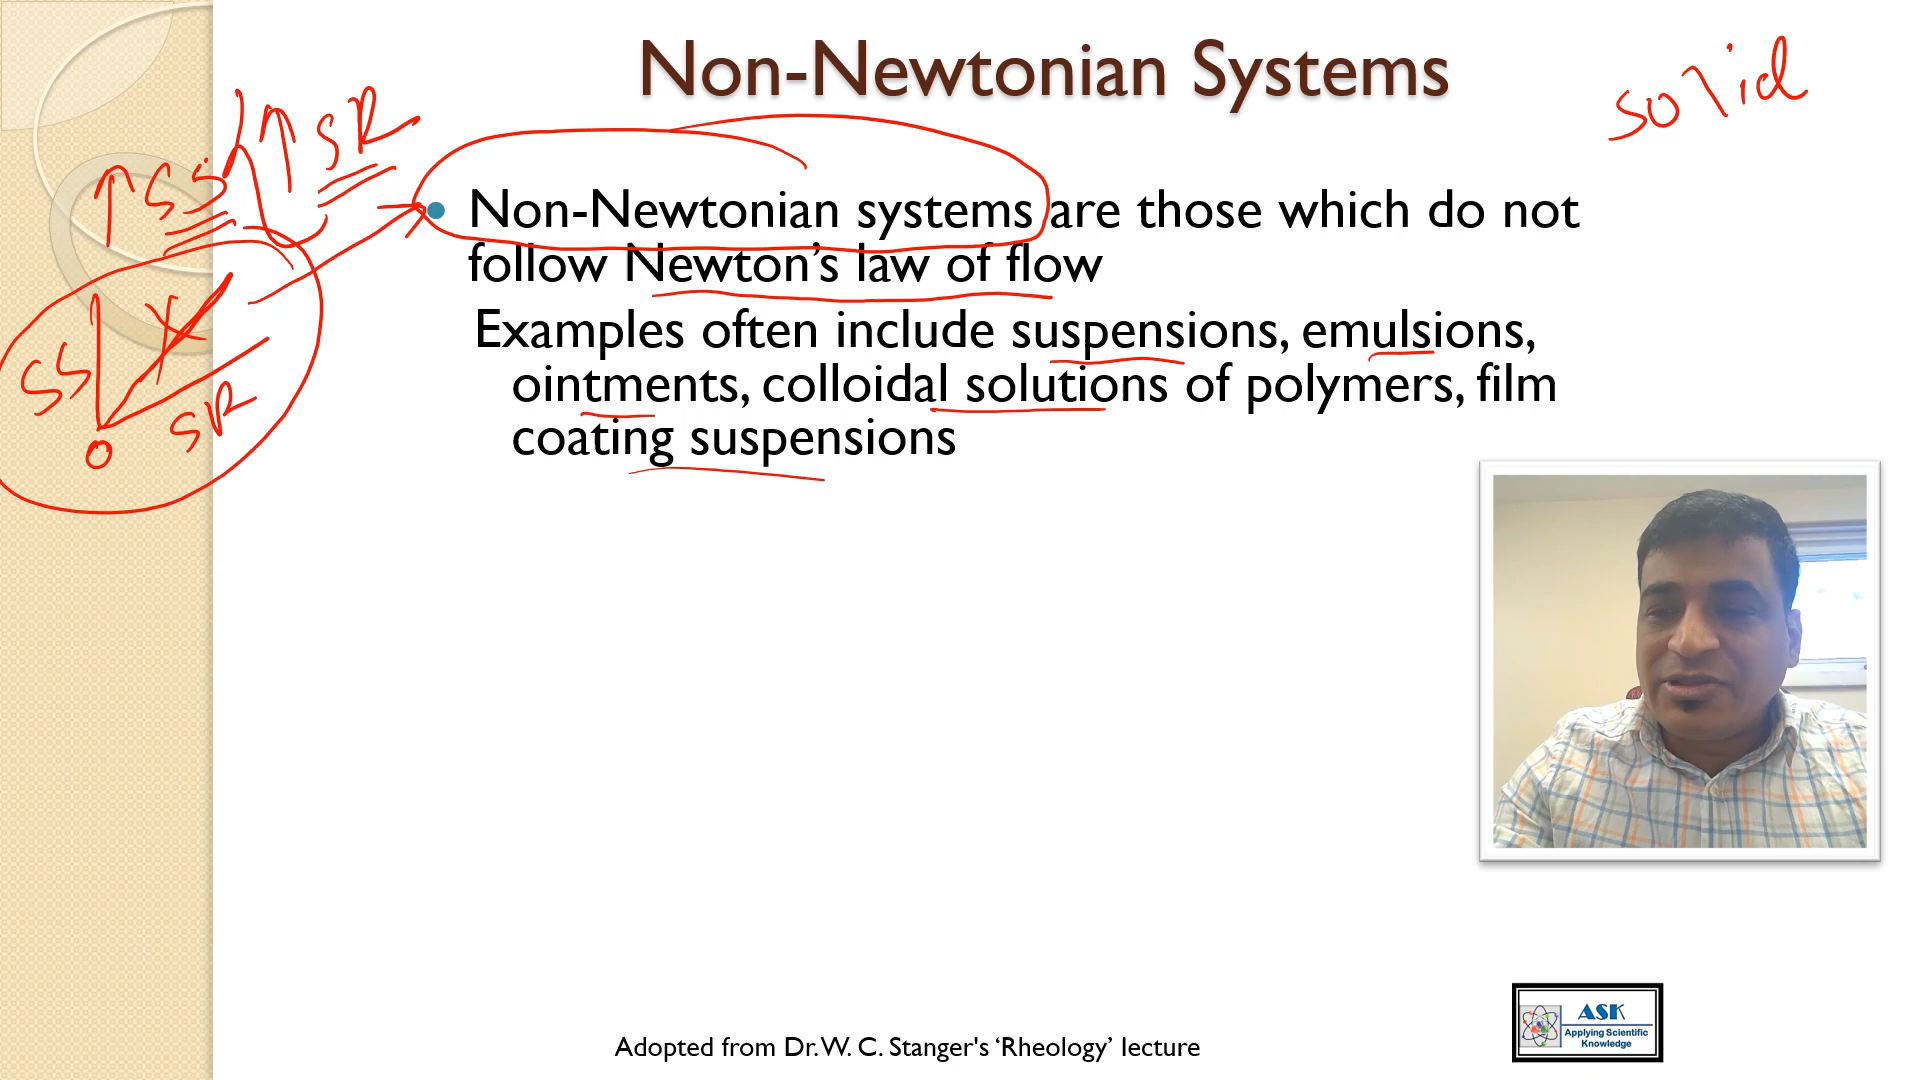 Non-Newtonian Systems
solid
↑ SS ↑ SR
Non-Newtonian systems are those which do not
follow Newton's law of flow
Examples often include suspensions, emulsions,
ointments, colloidal solutions of polymers, film
coating suspensions
SS
SR
O
Adopted from Dr. W. C. Stanger's 'Rheology' lecture
ASK
Applying Scientific
Knowledge